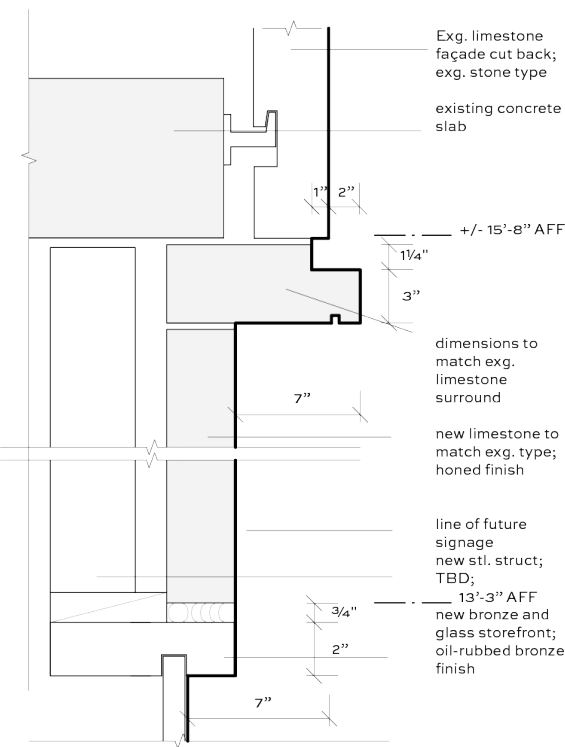 Exg. limestone
façade cut back;
exg. stone type
existing concrete
slab
1” 2”
+/- 15’-8” AFF
1¼"
3”
dimensions to
match exg.
limestone
surround
7”
new limestone to
match exg. type;
honed finish
line of future
signage
new stl. struct;
TBD;
13’-3” AFF
3/4"
new bronze and
glass storefront;
oil-rubbed bronze
finish
2”
7”